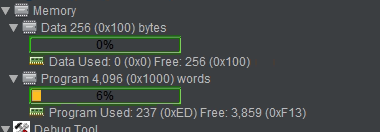 Memory
Data 256 (0x100) bytes
0%
Data Used: 0 (0x0) Free: 256 (0x100)
Program 4,096 (0x1000) words
6%
Program Used: 237 (0xED) Free: 3,859 (0xF13)
Debug Tool